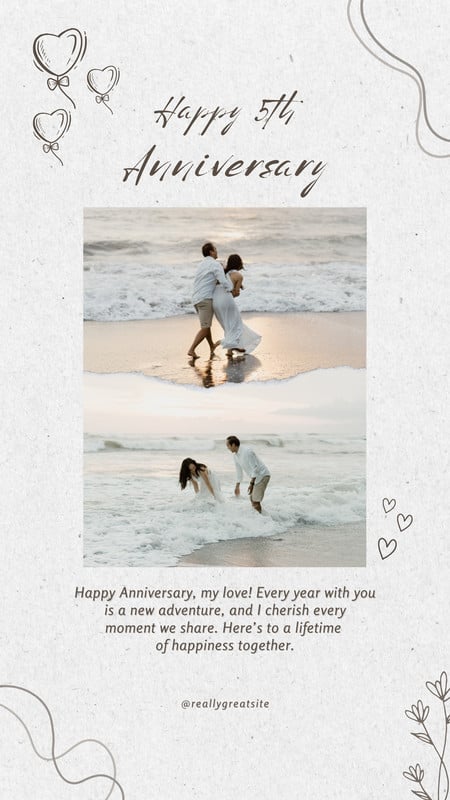 Happy 5th
Anniversary
Happy Anniversary, my love! Every year with you
is a new adventure, and I cherish every
moment we share. Here's to a lifetime
of happiness together.
@reallygreatsite